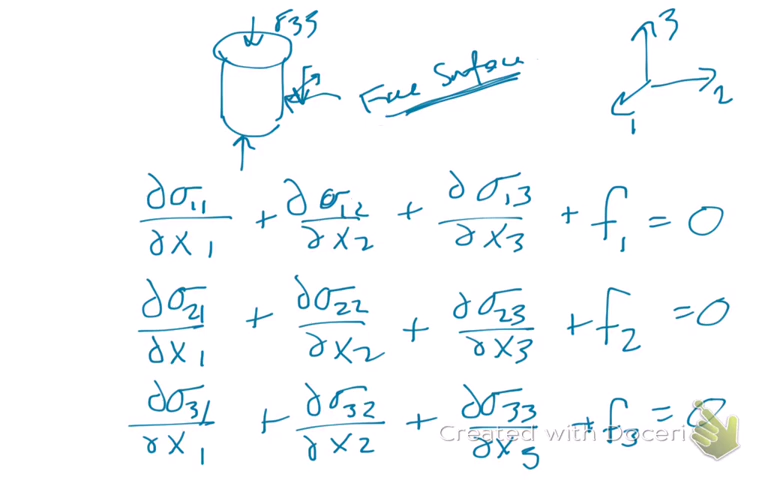 σ33
3
Free Surface
2
1
∂σ11/∂X1 + ∂σ12/∂X2 + ∂σ13/∂X3 + f1 = 0
∂σ21/∂X1 + ∂σ22/∂X2 + ∂σ23/∂X3 + f2 = 0
∂σ31/∂X1 + ∂σ32/∂X2 + ∂σ33/∂X3 + f3 = 0
Created with Doceri